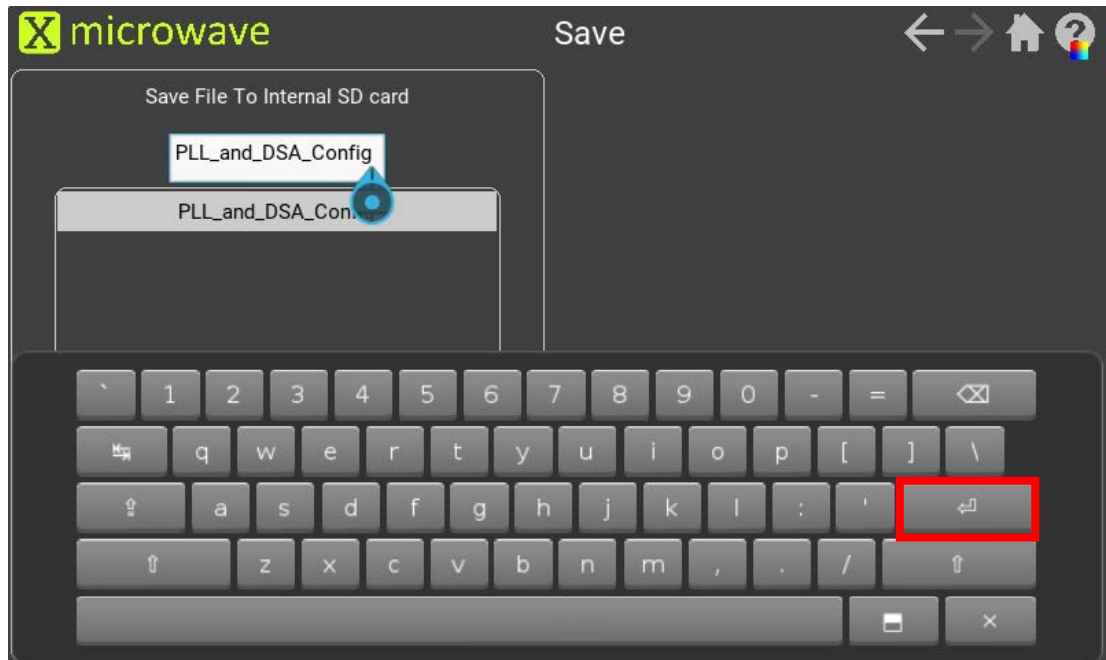 X microwave Save ?
Save File To Internal SD card
PLL_and_DSA_Config
PLL_and_DSA_Con
` 1 2 3 4 5 6 7 8 9 0 - = ⌫
↹ q w e r t y u i o p [ ] \
⇪ a s d f g h j k l : ' ⏎
⇧ z x c v b n m , . / ⇧
×